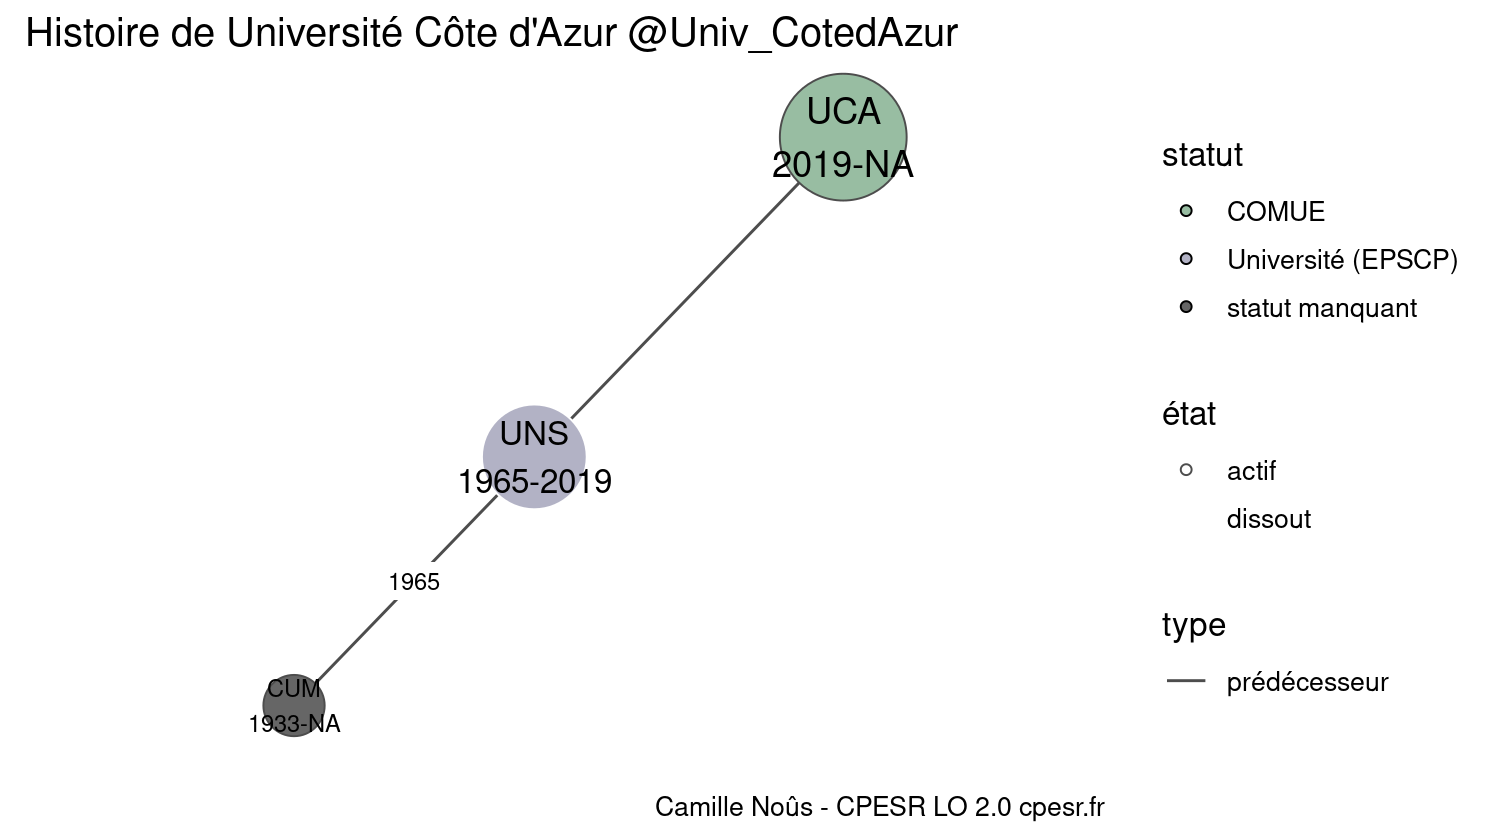 Histoire de Université Côte d'Azur @Univ_CotedAzur
UCA
2019-NA
UNS
1965-2019
1965
CUM
1933-NA
statut
COMUE
Université (EPSCP)
statut manquant
état
actif
dissout
type
prédécesseur
Camille Noûs - CPESR LO 2.0 cpesr.fr